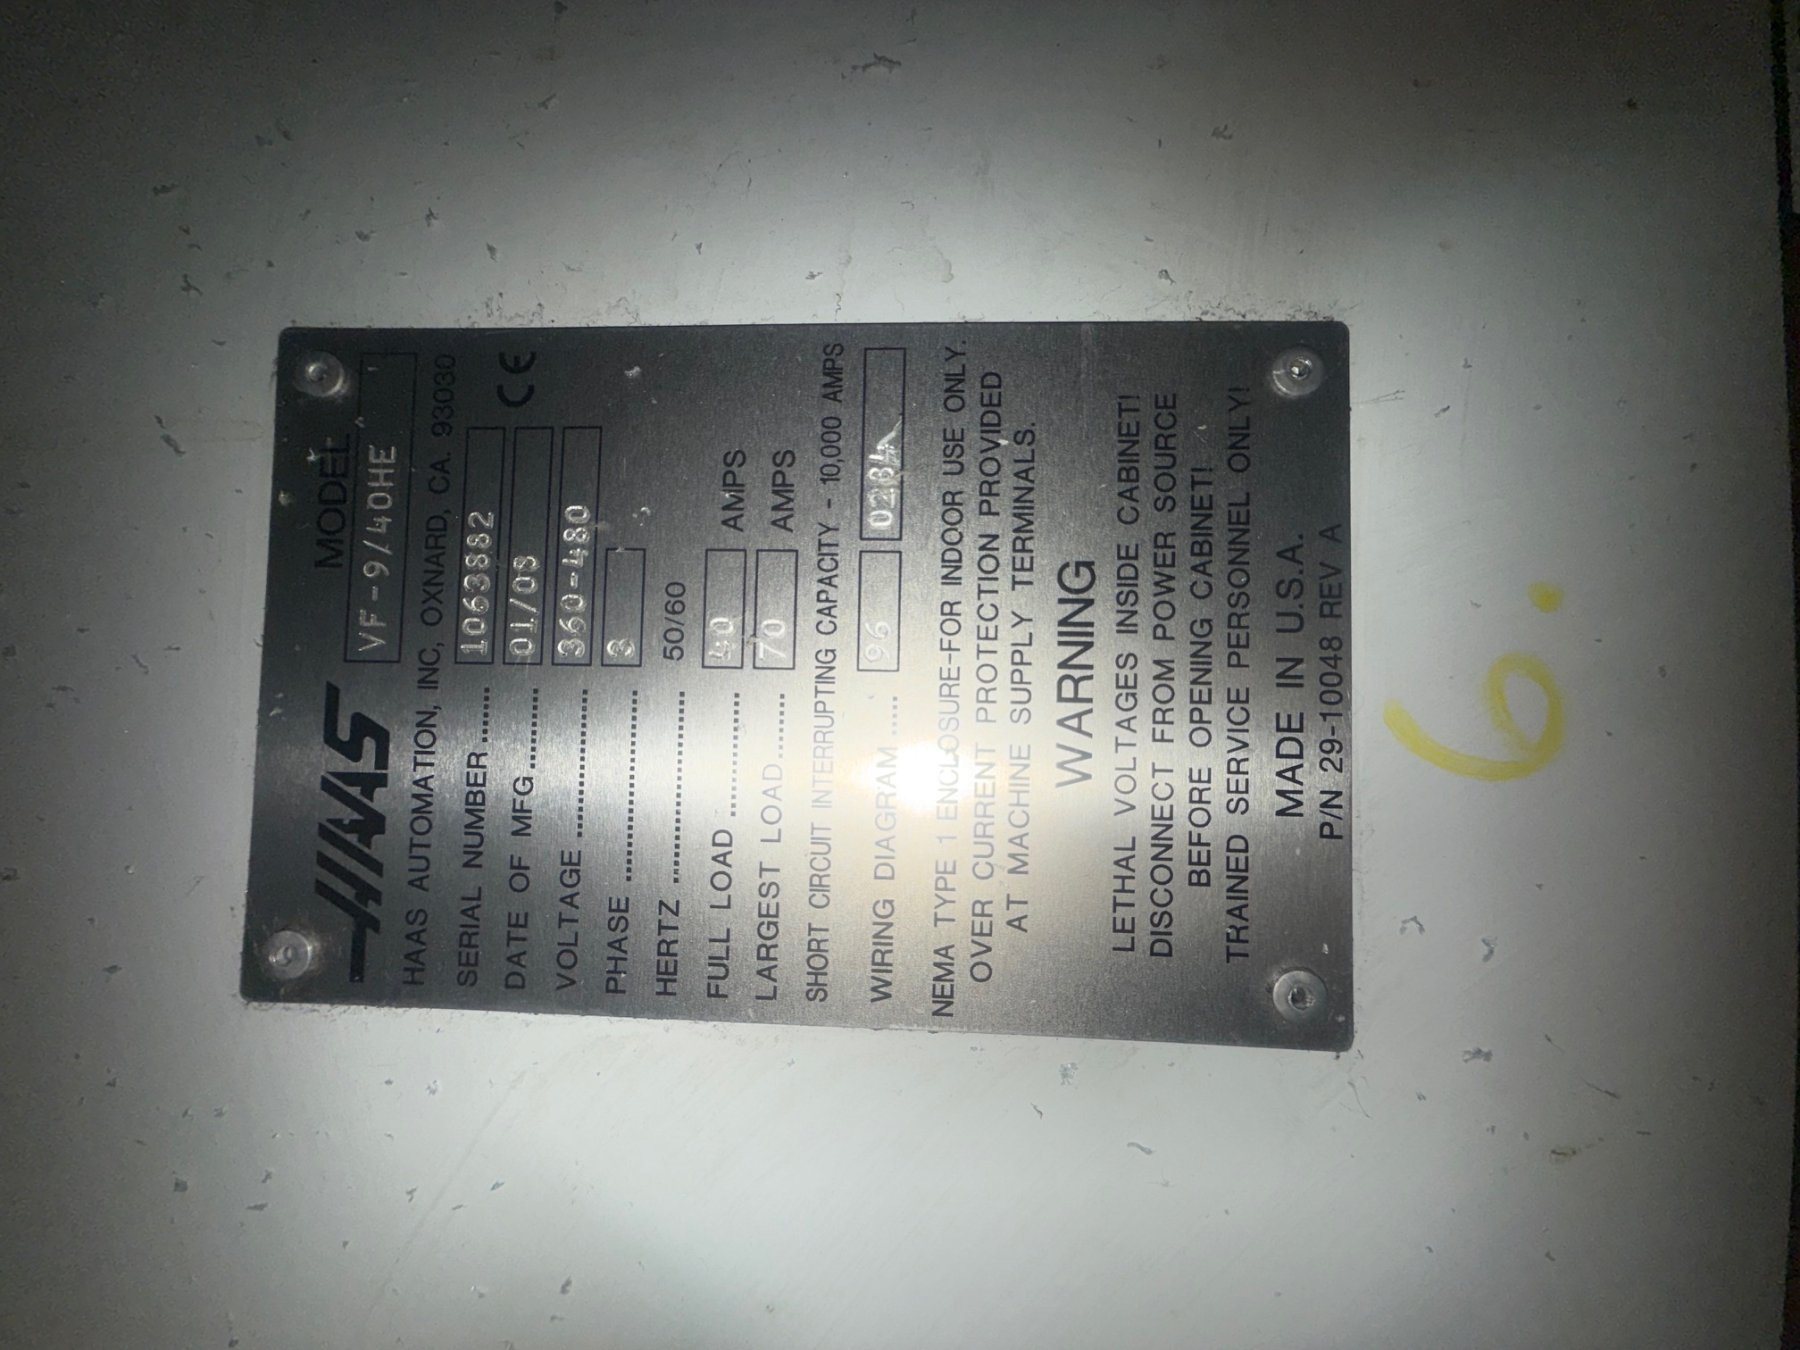 HAAS MODEL
VF-9/40HE
HAAS AUTOMATION, INC, OXNARD, CA. 93030
SERIAL NUMBER...... 1063882
DATE OF MFG.......... 01/08 CE
VOLTAGE .................. 360-480
PHASE ........................ 3
HERTZ ........................ 50/60
FULL LOAD ............... 40 AMPS
LARGEST LOAD........ 70 AMPS
SHORT CIRCUIT INTERRUPTING CAPACITY - 10,000 AMPS
WIRING DIAGRAM ..... 96
NEMA TYPE 1 ENCLOSURE-FOR INDOOR USE ONLY.
OVER CURRENT PROTECTION PROVIDED
AT MACHINE SUPPLY TERMINALS.
WARNING
LETHAL VOLTAGES INSIDE CABINET!
DISCONNECT FROM POWER SOURCE
BEFORE OPENING CABINET!
TRAINED SERVICE PERSONNEL ONLY!
MADE IN U.S.A.
P/N 29-10048 REV A
6.